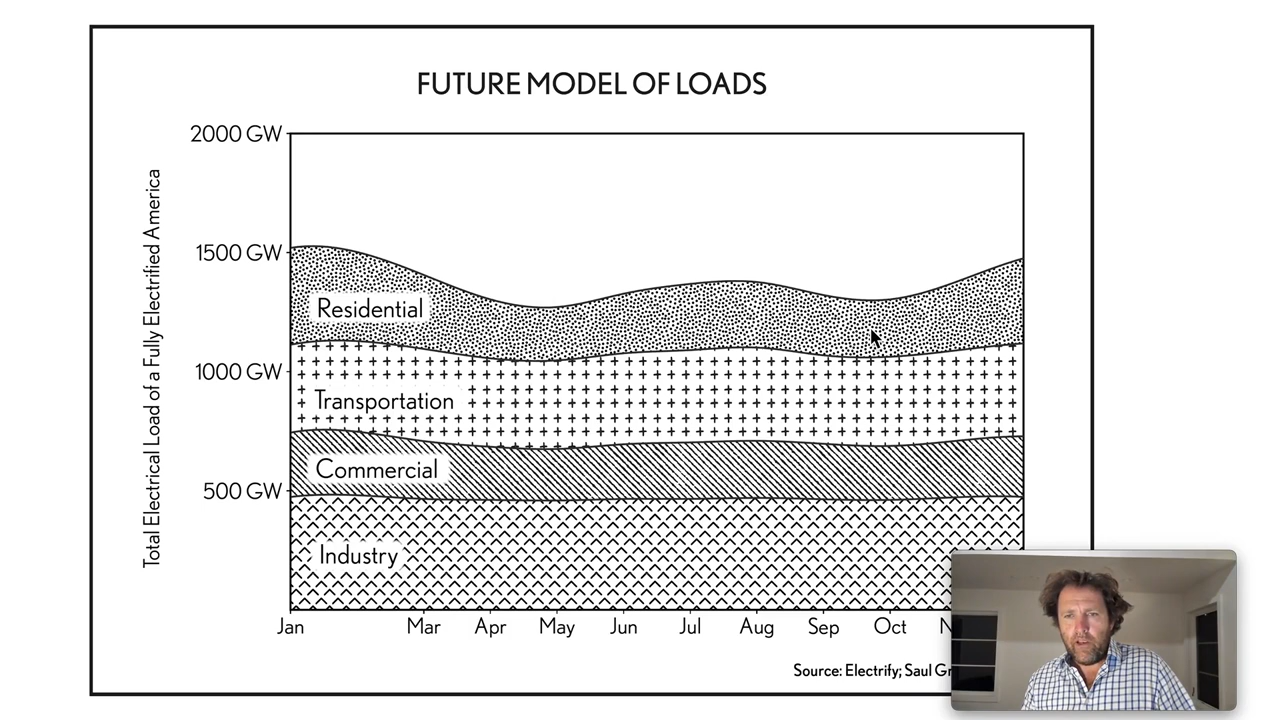 FUTURE MODEL OF LOADS
Total Electrical Load of a Fully Electrified America
2000 GW
1500 GW
1000 GW
500 GW
Residential
Transportation
Commercial
Industry
Jan Mar Apr May Jun Jul Aug Sep Oct
Source: Electrify; Saul